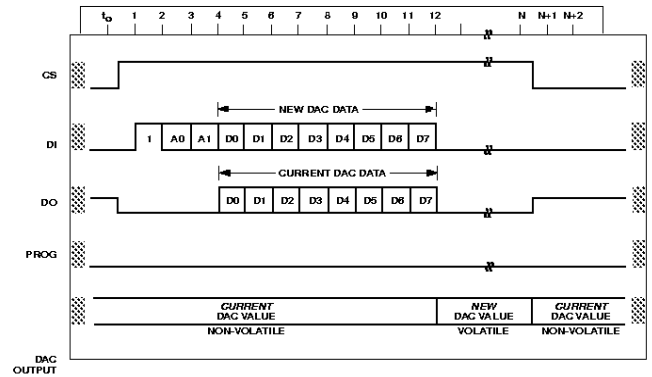 to 1 2 3 4 5 6 7 8 9 10 11 12 N N+1 N+2
CS
NEW DAC DATA
DI 1 A0 A1 D0 D1 D2 D3 D4 D5 D6 D7
CURRENT DAC DATA
DO D0 D1 D2 D3 D4 D5 D6 D7
PROG
CURRENT NEW CURRENT
DAC VALUE DAC VALUE DAC VALUE
NON-VOLATILE VOLATILE NON-VOLATILE
DAC
OUTPUT